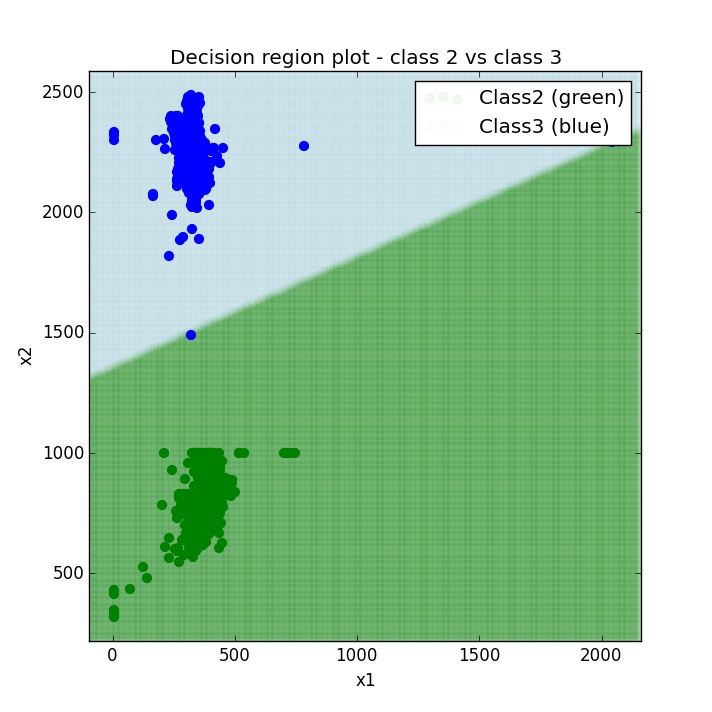 Decision region plot - class 2 vs class 3
Class2 (green)
Class3 (blue)
2500
2000
1500
1000
500
x2
0 500 1000 1500 2000
x1